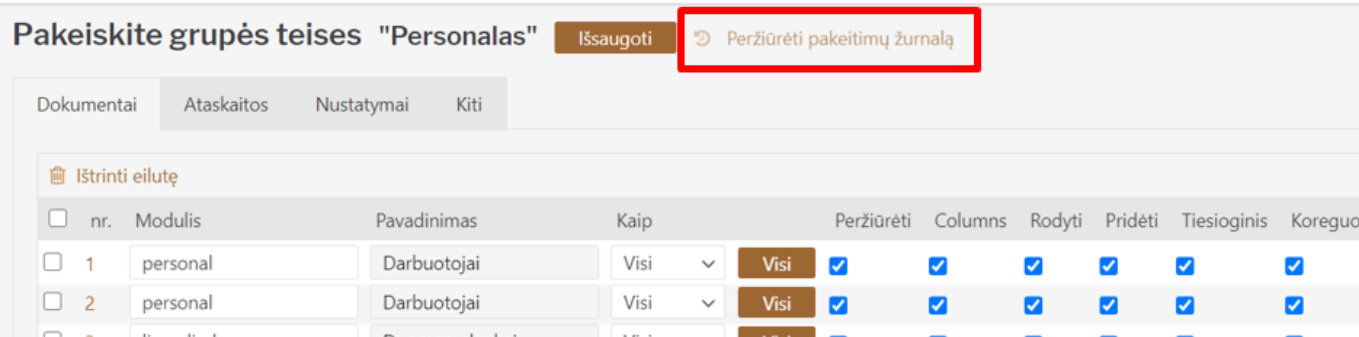 Pakeiskite grupės teises "Personalas" Išsaugoti Peržiūrėti pakeitimų žurnalą
Dokumentai Ataskaitos Nustatymai Kiti
Ištrinti eilutę
nr. Modulis Pavadinimas Kaip Peržiūrėti Columns Rodyti Pridėti Tiesioginis Koreguo
1 personal Darbuotojai Visi Visi
2 personal Darbuotojai Visi Visi